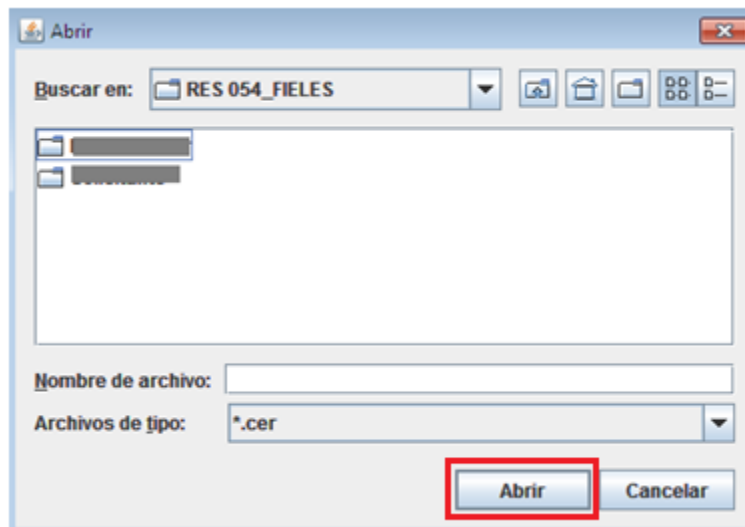 Abrir
Buscar en: RES 054_FIELES
Nombre de archivo:
Archivos de tipo: *.cer
Abrir Cancelar